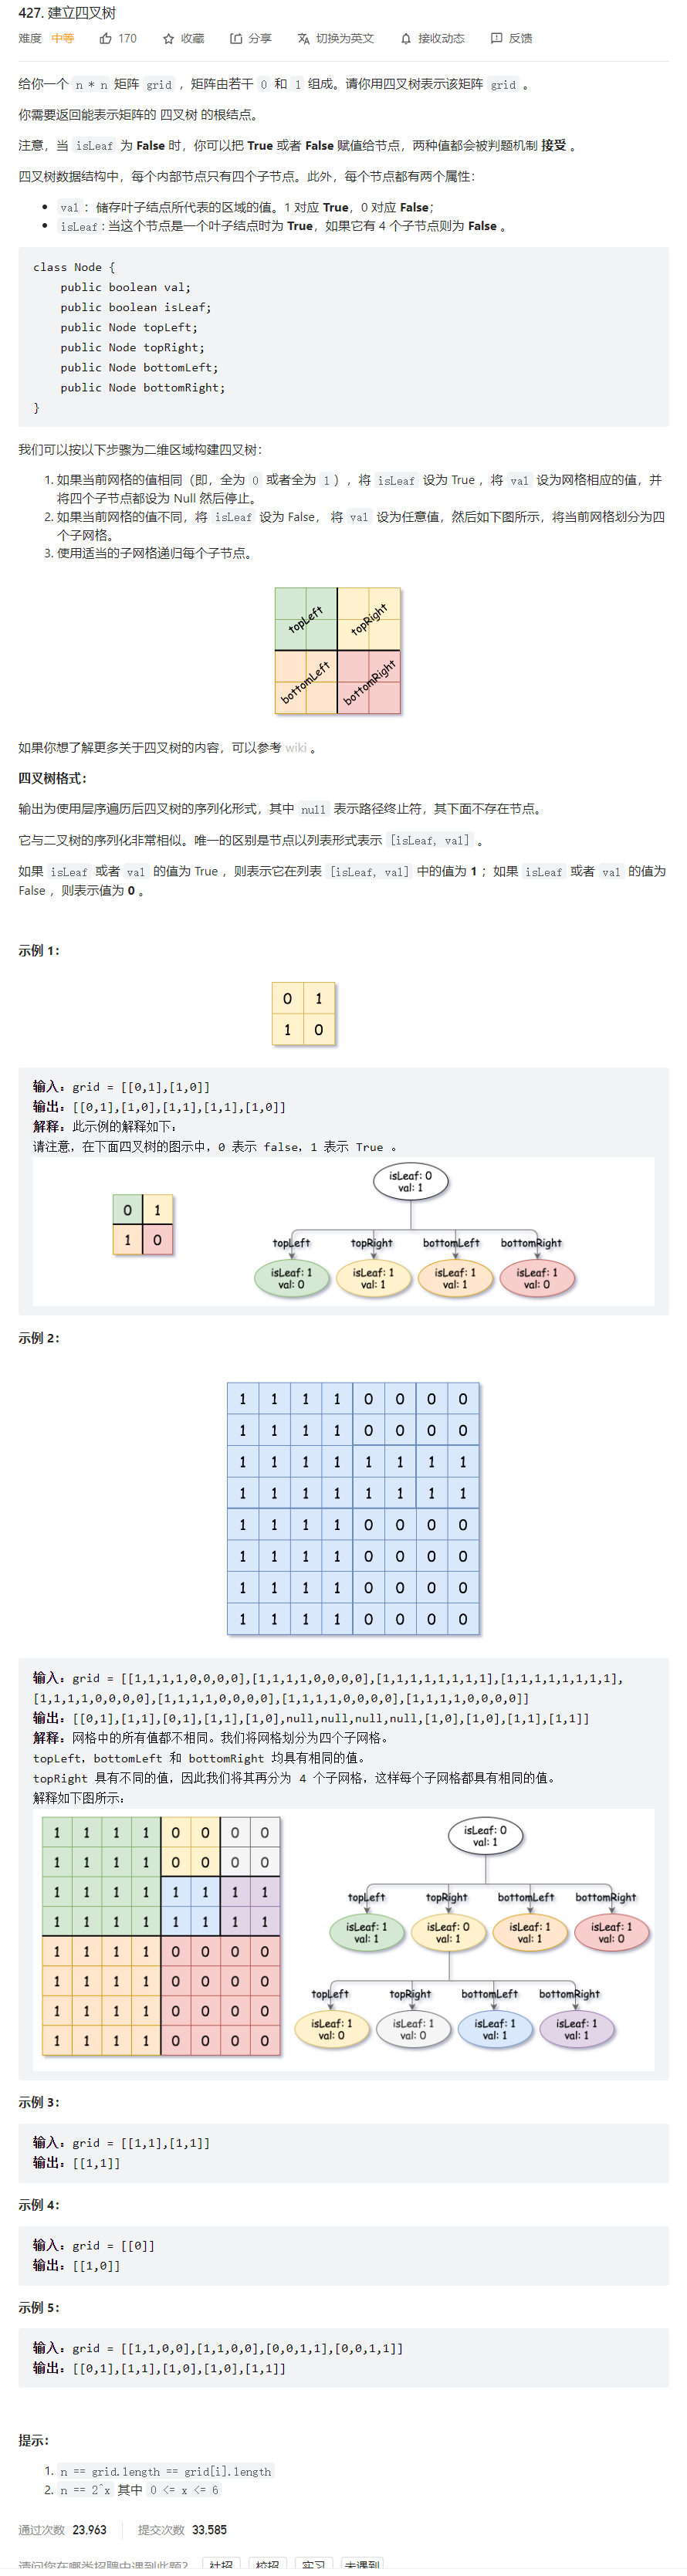 427. 建立四叉树
难度 中等 170 收藏 分享 切换为英文 接收动态 反馈
给你一个 n * n 矩阵 grid ，矩阵由若干 0 和 1 组成。请你用四叉树表示该矩阵 grid 。
你需要返回能表示矩阵的 四叉树 的根结点。
注意，当 isLeaf 为 False 时，你可以把 True 或者 False 赋值给节点，两种值都会被判题机制 接受 。
四叉树数据结构中，每个内部节点只有四个子节点。此外，每个节点都有两个属性：
• val：储存叶子结点所代表的区域的值。1 对应 True，0 对应 False；
• isLeaf: 当这个节点是一个叶子结点时为 True，如果它有 4 个子节点则为 False 。
class Node {
public boolean val;
public boolean isLeaf;
public Node topLeft;
public Node topRight;
public Node bottomLeft;
public Node bottomRight;
}
我们可以按以下步骤为二维区域构建四叉树：
1. 如果当前网格的值相同（即，全为 0 或者全为 1），将 isLeaf 设为 True ，将 val 设为网格相应的值，并
将四个子节点都设为 Null 然后停止。
2. 如果当前网格的值不同，将 isLeaf 设为 False， 将 val 设为任意值，然后如下图所示，将当前网格划分为四
个子网格。
3. 使用适当的子网格递归每个子节点。
topLeft topRight
bottomLeft bottomRight
如果你想了解更多关于四叉树的内容，可以参考 wiki 。
四叉树格式：
输出为使用层序遍历后四叉树的序列化形式，其中 null 表示路径终止符，其下面不存在节点。
它与二叉树的序列化非常相似。唯一的区别是节点以列表形式表示 [isLeaf, val] 。
如果 isLeaf 或者 val 的值为 True ，则表示它在列表 [isLeaf, val] 中的值为 1 ；如果 isLeaf 或者 val 的值为
False ，则表示值为 0 。
示例 1：
0 1
1 0
输入：grid = [[0,1],[1,0]]
输出：[[0,1],[1,0],[1,1],[1,1],[1,0]]
解释：此示例的解释如下：
请注意，在下面四叉树的图示中，0 表示 false，1 表示 True 。
isLeaf: 0
val: 1
0 1
1 0
topLeft topRight bottomLeft bottomRight
isLeaf: 1 isLeaf: 1 isLeaf: 1 isLeaf: 1
val: 0 val: 1 val: 1 val: 0
示例 2：
1 1 1 1 0 0 0 0
1 1 1 1 0 0 0 0
1 1 1 1 1 1 1 1
1 1 1 1 1 1 1 1
1 1 1 1 0 0 0 0
1 1 1 1 0 0 0 0
1 1 1 1 0 0 0 0
1 1 1 1 0 0 0 0
输入：grid = [[1,1,1,1,0,0,0,0],[1,1,1,1,0,0,0,0],[1,1,1,1,1,1,1,1],[1,1,1,1,1,1,1,1],
[1,1,1,1,0,0,0,0],[1,1,1,1,0,0,0,0],[1,1,1,1,0,0,0,0],[1,1,1,1,0,0,0,0]]
输出：[[0,1],[1,1],[0,1],[1,1],[1,0],null,null,null,null,[1,0],[1,0],[1,1],[1,1]]
解释：网格中的所有值都不相同。我们将网格划分为四个子网格。
topLeft，bottomLeft 和 bottomRight 均具有相同的值。
topRight 具有不同的值，因此我们将其再分为 4 个子网格，这样每个子网格都具有相同的值。
解释如下图所示：
1 1 1 1 0 0 0 0
1 1 1 1 0 0 0 0
1 1 1 1 1 1 1 1
1 1 1 1 1 1 1 1
1 1 1 1 0 0 0 0
1 1 1 1 0 0 0 0
1 1 1 1 0 0 0 0
1 1 1 1 0 0 0 0
isLeaf: 0
val: 1
topLeft topRight bottomLeft bottomRight
isLeaf: 1 isLeaf: 0 isLeaf: 1 isLeaf: 1
val: 1 val: 1 val: 1 val: 0
topLeft topRight bottomLeft bottomRight
isLeaf: 1 isLeaf: 1 isLeaf: 1 isLeaf: 1
val: 0 val: 0 val: 1 val: 1
示例 3：
输入：grid = [[1,1],[1,1]]
输出：[[1,1]]
示例 4：
输入：grid = [[0]]
输出：[[1,0]]
示例 5：
输入：grid = [[1,1,0,0],[1,1,0,0],[0,0,1,1],[0,0,1,1]]
输出：[[0,1],[1,1],[1,0],[1,0],[1,1]]
提示：
1. n == grid.length == grid[i].length
2. n == 2^x 其中 0 <= x <= 6
通过次数 23,963 提交次数 33,585
请问您在哪类招聘中遇到此题？ 社招 校招 实习 未遇到